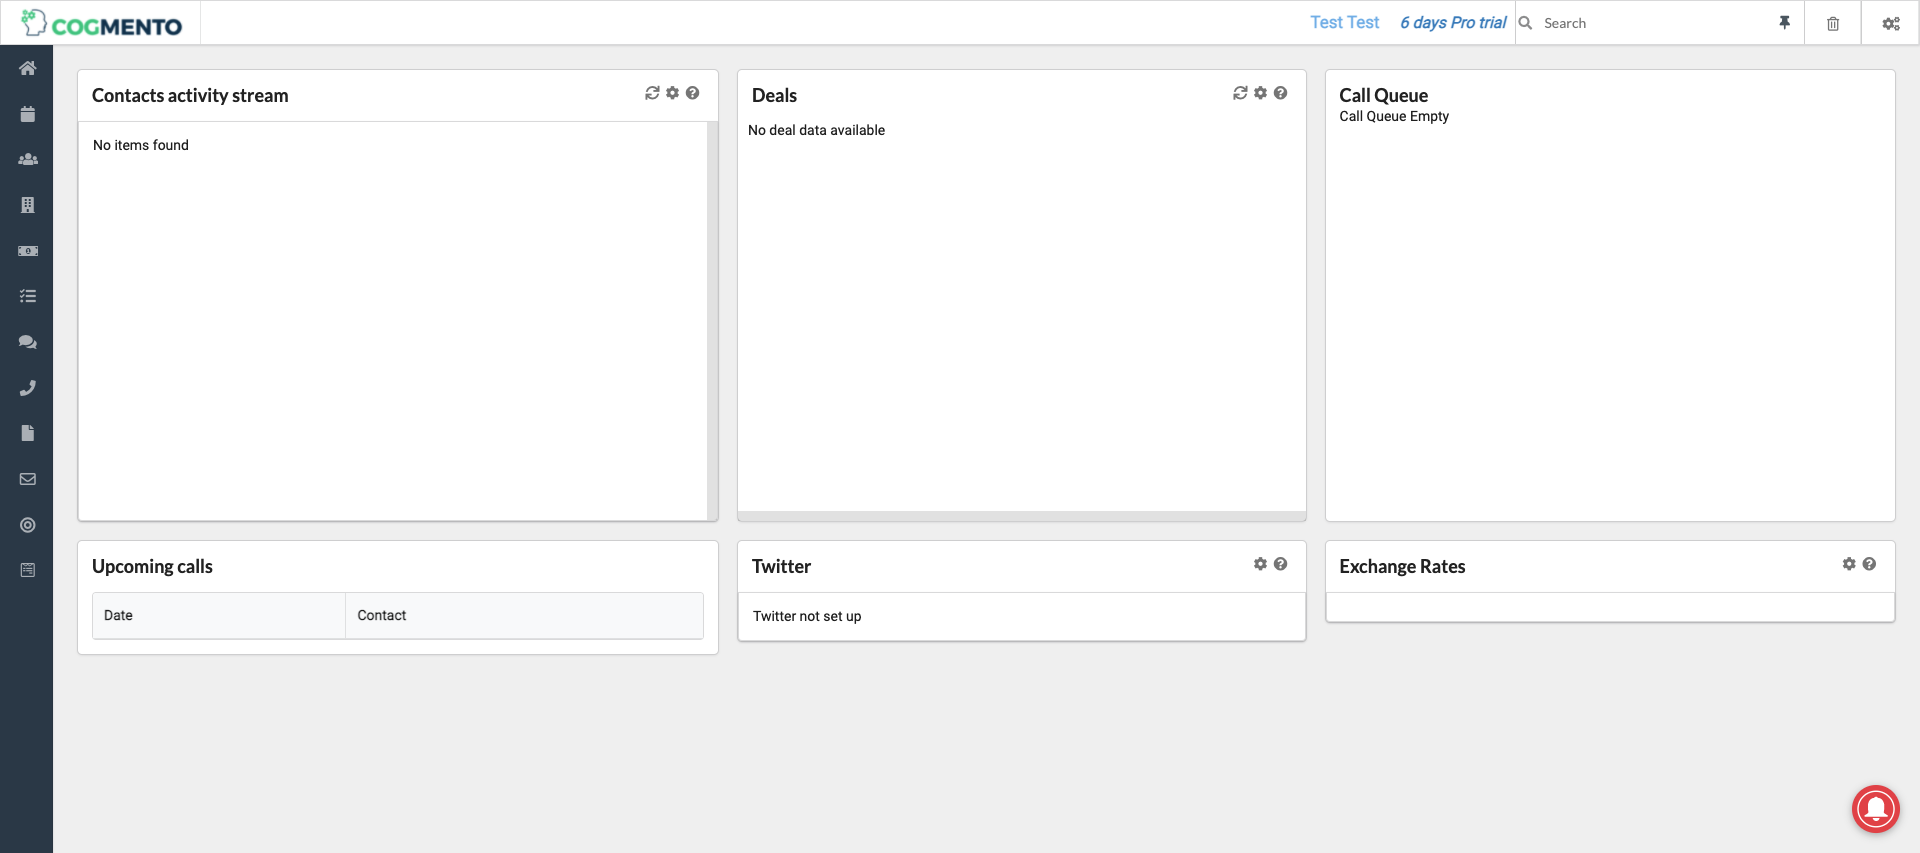 COGMENTO
Test Test
6 days Pro trial
Search
Contacts activity stream
No items found
Deals
No deal data available
Call Queue
Call Queue Empty
Upcoming calls
Date
Contact
Twitter
Twitter not set up
Exchange Rates